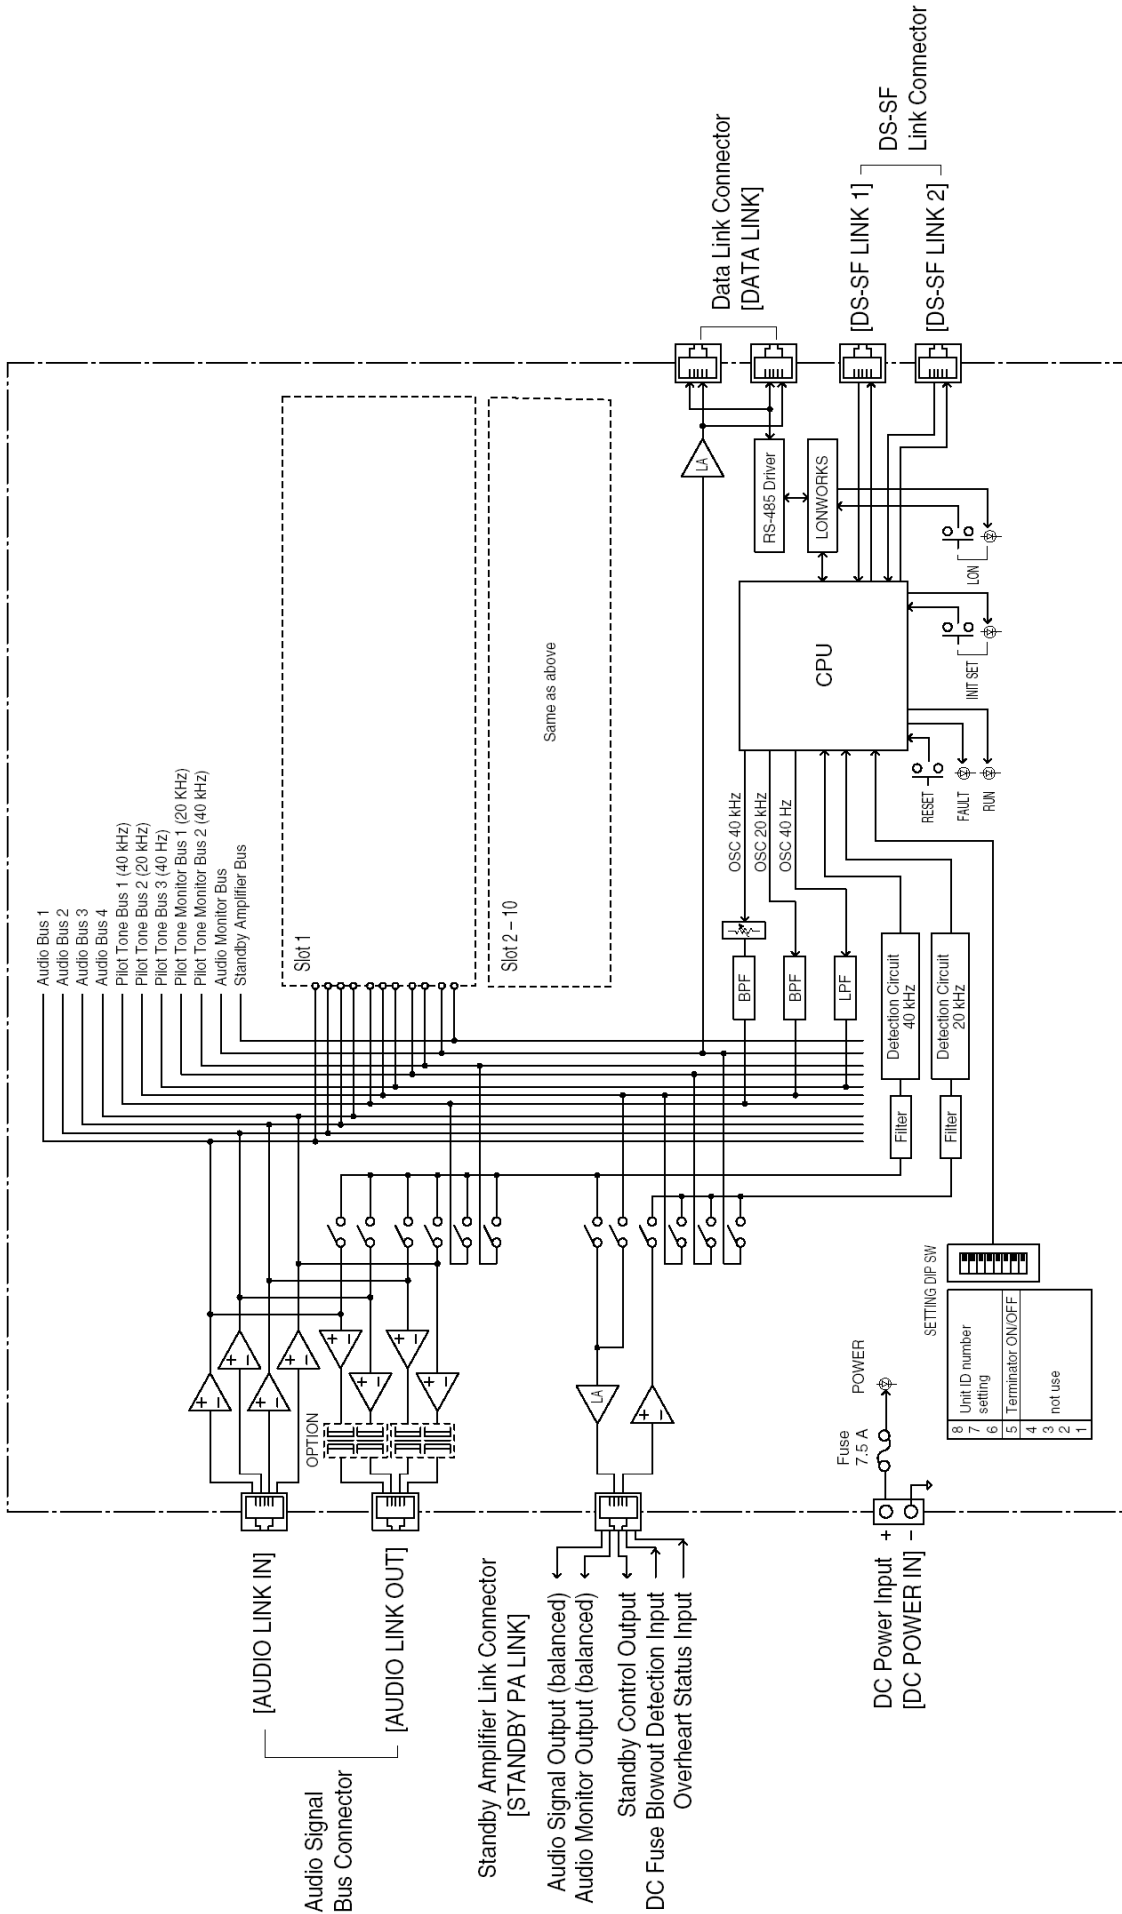 Audio Signal
Bus Connector
[AUDIO LINK IN]
[AUDIO LINK OUT]
OPTION
+ −
+ −
+ −
+ −
+ −
+ −
+ −
+ −
Standby Amplifier Link Connector
[STANDBY PA LINK]
Audio Signal Output (balanced)
Audio Monitor Output (balanced)
Standby Control Output
DC Fuse Blowout Detection Input
Overheart Status Input
LA
+ −
DC Power Input
[DC POWER IN]
+
−
Fuse
7.5 A
POWER
SETTING DIP SW
8
7
6
Unit ID number
setting
5
Terminator ON/OFF
4
3
2
1
not use
Audio Bus 1
Audio Bus 2
Audio Bus 3
Audio Bus 4
Pilot Tone Bus 1 (40 kHz)
Pilot Tone Bus 2 (20 kHz)
Pilot Tone Bus 3 (40 Hz)
Pilot Tone Monitor Bus 1 (20 KHz)
Pilot Tone Monitor Bus 2 (40 kHz)
Audio Monitor Bus
Standby Amplifier Bus
Slot 1
Slot 2 – 10
Same as above
BPF
BPF
LPF
OSC 40 kHz
OSC 20 kHz
OSC 40 Hz
Filter
Detection Circuit
40 kHz
Filter
Detection Circuit
20 kHz
CPU
RESET
FAULT
RUN
INIT SET
LON
LA
RS-485 Driver
LONWORKS
Data Link Connector
[DATA LINK]
[DS-SF LINK 1]
[DS-SF LINK 2]
DS-SF
Link Connector